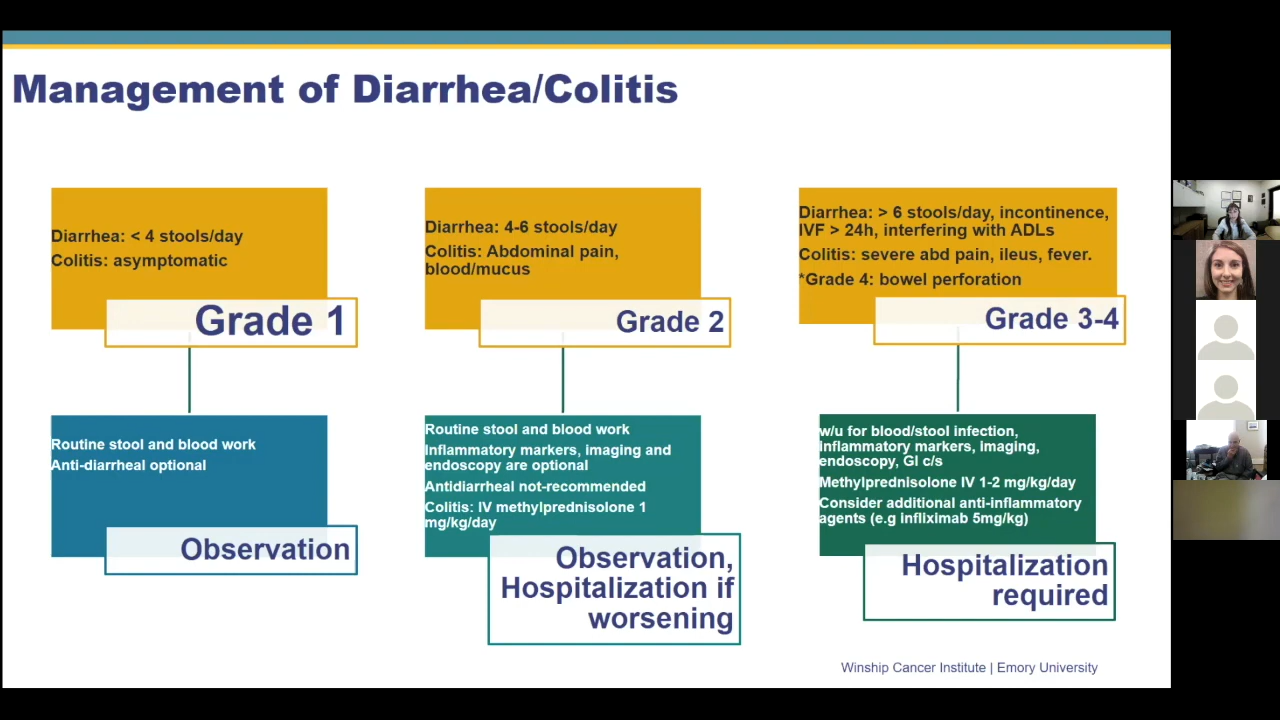 Management of Diarrhea/Colitis
Diarrhea: < 4 stools/day
Colitis: asymptomatic
Grade 1
Routine stool and blood work
Anti-diarrheal optional
Observation
Diarrhea: 4-6 stools/day
Colitis: Abdominal pain,
blood/mucus
Grade 2
Routine stool and blood work
Inflammatory markers, imaging and
endoscopy are optional
Antidiarrheal not-recommended
Colitis: IV methylprednisolone 1
mg/kg/day
Observation,
Hospitalization if
worsening
Diarrhea: > 6 stools/day, incontinence,
IVF > 24h, interfering with ADLs
Colitis: severe abd pain, ileus, fever.
*Grade 4: bowel perforation
Grade 3-4
w/u for blood/stool infection,
inflammatory markers, imaging,
endoscopy, GI c/s
Methylprednisolone IV 1-2 mg/kg/day
Consider additional anti-inflammatory
agents (e.g infliximab 5mg/kg)
Hospitalization
required
Winship Cancer Institute | Emory University